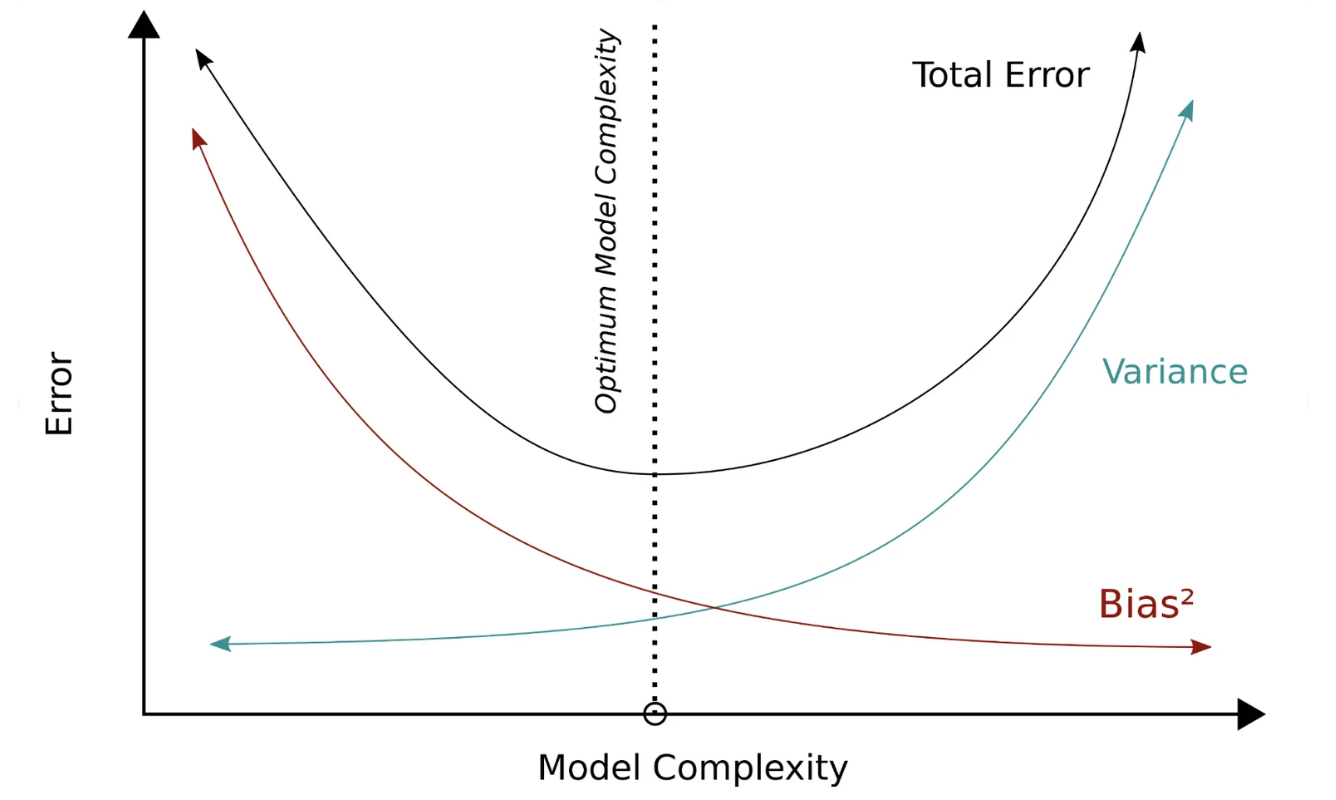 Optimum Model Complexity
Total Error
Variance
Error
Bias²
Model Complexity